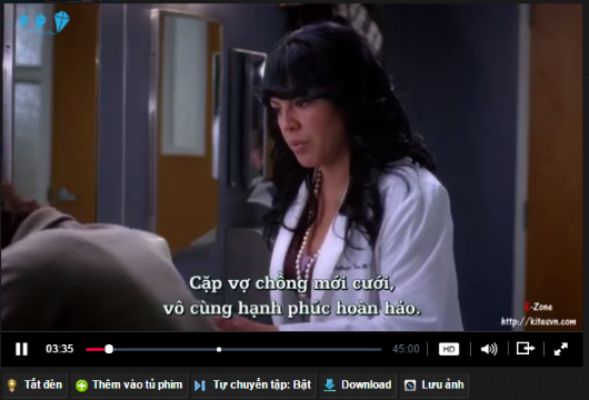 Cặp vợ chồng mới cưới,
vô cùng hạnh phúc hoàn hảo.
E-Zone
http://kitesvn.com
03:35
45:00
HD
Tắt đèn
Thêm vào tủ phim
Tự chuyển tập: Bật
Download
Lưu ảnh